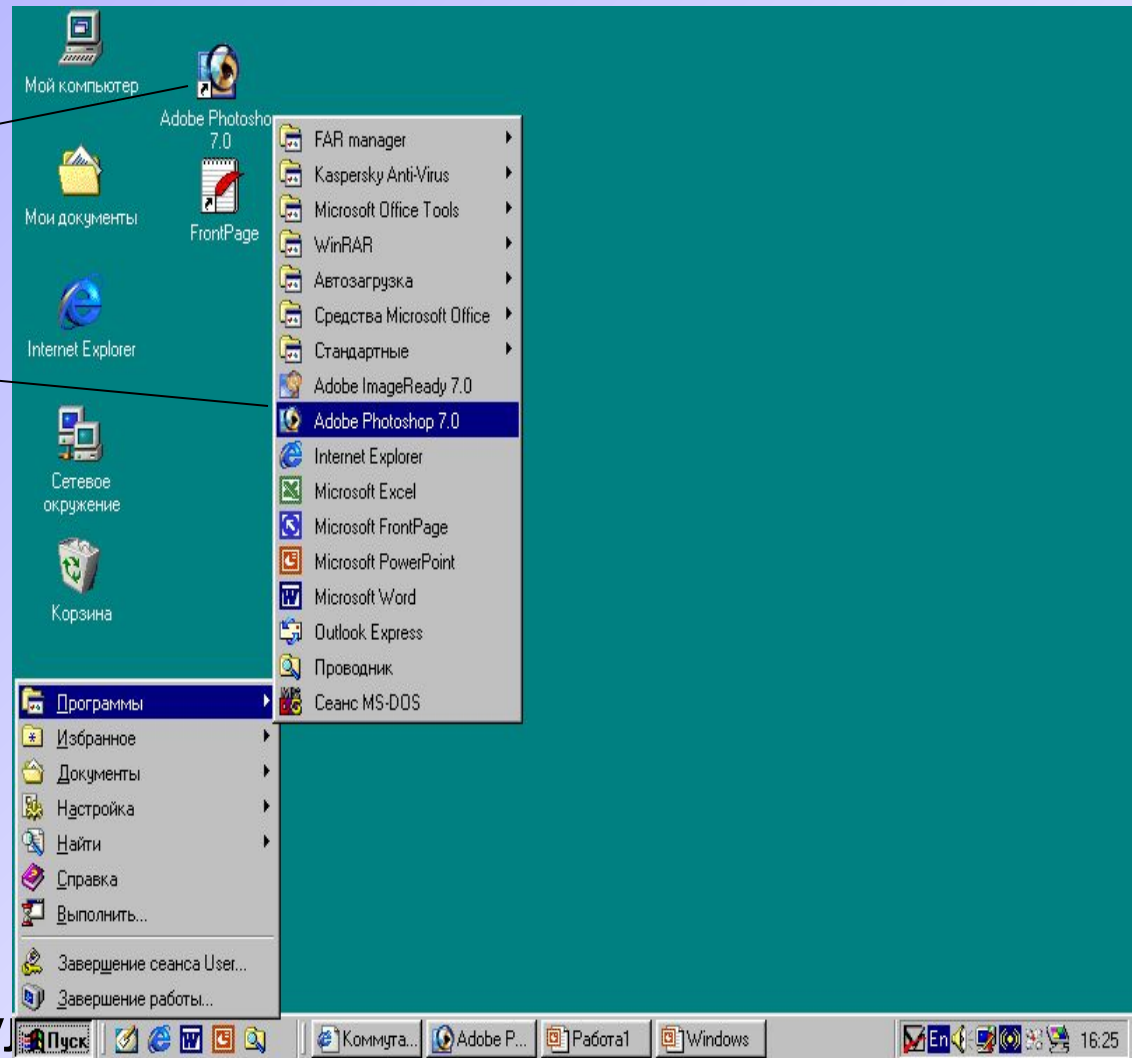 Мой компьютер
Adobe Photosho
7.0
Мои документы
FrontPage
Internet Explorer
Сетевое
окружение
Корзина
FAR manager
Kaspersky Anti-Virus
Microsoft Office Tools
WinRAR
Автозагрузка
Средства Microsoft Office
Стандартные
Adobe ImageReady 7.0
Adobe Photoshop 7.0
Internet Explorer
Microsoft Excel
Microsoft FrontPage
Microsoft PowerPoint
Microsoft Word
Outlook Express
Проводник
Сеанс MS-DOS
Программы
Избранное
Документы
Настройка
Найти
Справка
Выполнить...
Завершение сеанса User...
Завершение работы...
Пуск Коммута... Adobe P... Работа1 Windows En 16:25